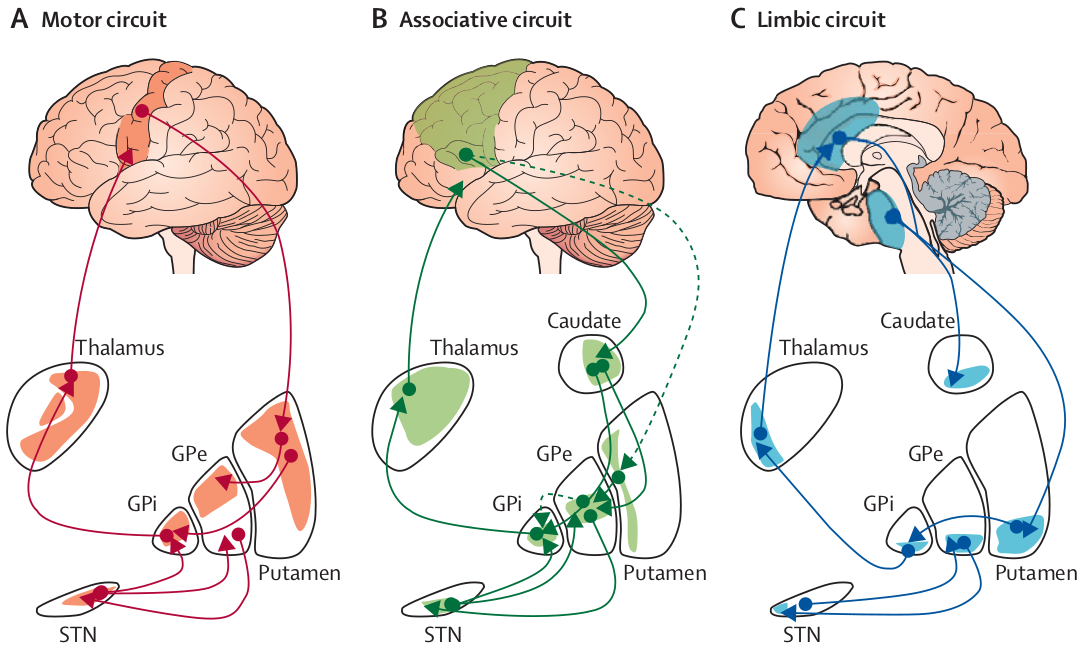 A Motor circuit
B Associative circuit
C Limbic circuit
Thalamus
GPe
GPi
Putamen
STN
Caudate
Thalamus
GPe
GPi
Putamen
STN
Caudate
Thalamus
GPe
GPi
Putamen
STN